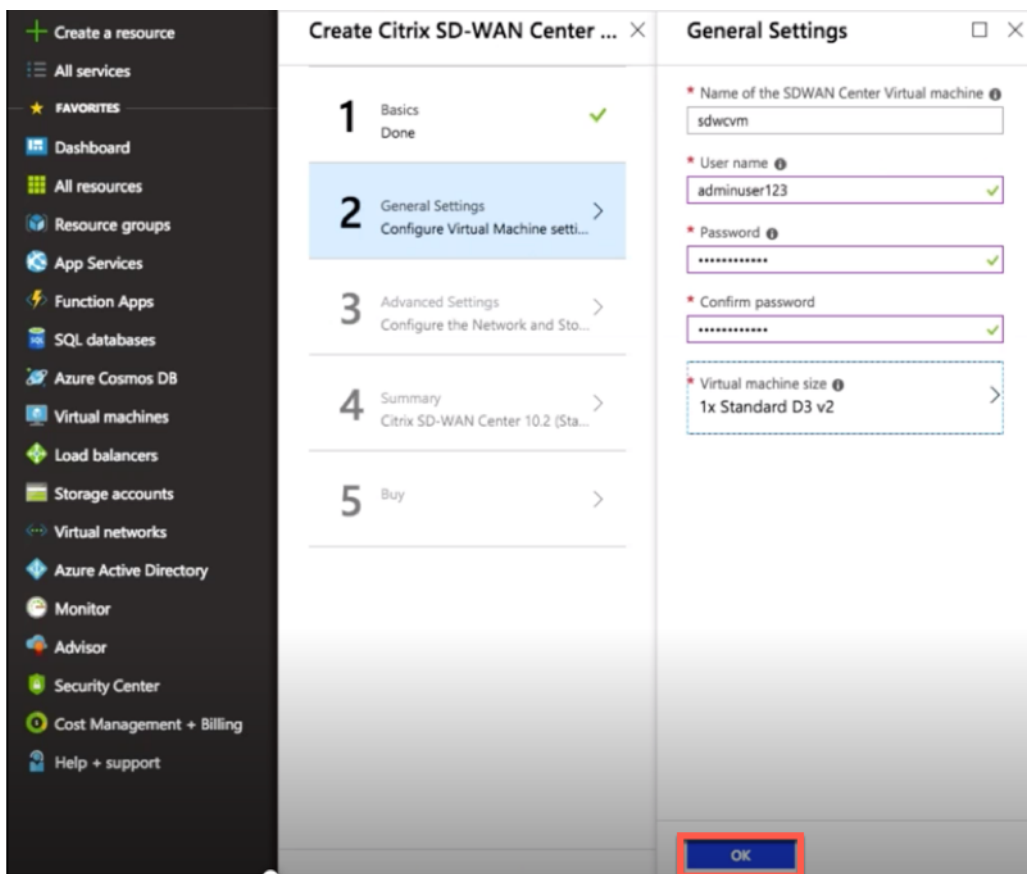 Create a resource
All services
FAVORITES
Dashboard
All resources
Resource groups
App Services
Function Apps
SQL databases
Azure Cosmos DB
Virtual machines
Load balancers
Storage accounts
Virtual networks
Azure Active Directory
Monitor
Advisor
Security Center
Cost Management + Billing
Help + support
Create Citrix SD-WAN Center ...
1
Basics
Done
2
General Settings
Configure Virtual Machine setti...
3
Advanced Settings
Configure the Network and Sto...
4
Summary
Citrix SD-WAN Center 10.2 (Sta...
5
Buy
General Settings
* Name of the SDWAN Center Virtual machine
sdwcvm
* User name
adminuser123
* Password
••••••••••••
* Confirm password
••••••••••••
* Virtual machine size
1x Standard D3 v2
OK